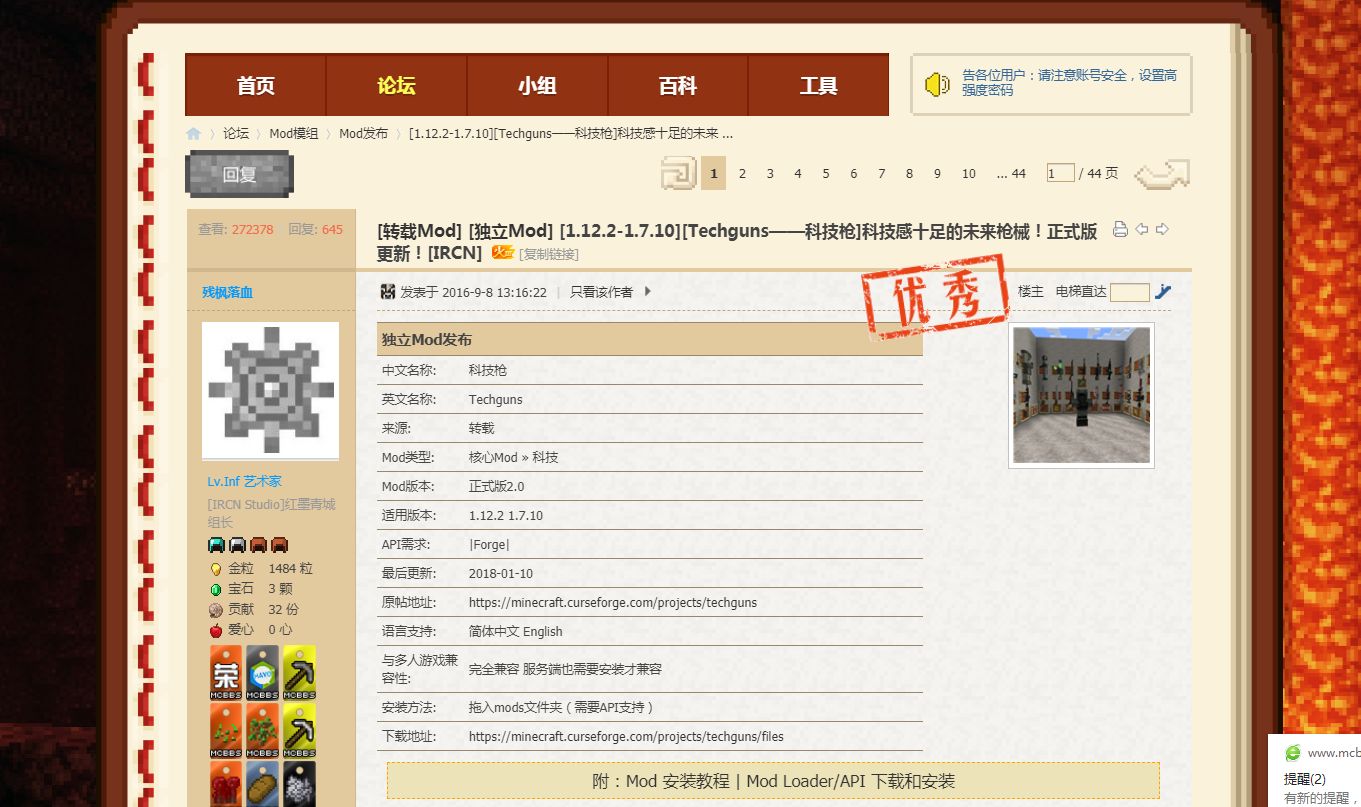 首页 论坛 小组 百科 工具
告各位用户：请注意账号安全，设置高
强度密码
论坛 Mod模组 Mod发布 [1.12.2-1.7.10][Techguns——科技枪]科技感十足的未来 ...
回复
1 2 3 4 5 6 7 8 9 10 ... 44 1 / 44 页
查看: 272378 回复: 645
[转载Mod] [独立Mod] [1.12.2-1.7.10][Techguns——科技枪]科技感十足的未来枪械！正式版
更新！[IRCN] 火 [复制链接]
残枫落血
发表于 2016-9-8 13:16:22 | 只看该作者
优秀
楼主 电梯直达
独立Mod发布
中文名称: 科技枪
英文名称: Techguns
来源: 转载
Mod类型: 核心Mod » 科技
Mod版本: 正式版2.0
适用版本: 1.12.2 1.7.10
API需求: |Forge|
最后更新: 2018-01-10
原帖地址: https://minecraft.curseforge.com/projects/techguns
语言支持: 简体中文 English
与多人游戏兼
容性: 完全兼容 服务端也需要安装才兼容
安装方法: 拖入mods文件夹（需要API支持）
下载地址: https://minecraft.curseforge.com/projects/techguns/files
附：Mod 安装教程 | Mod Loader/API 下载和安装
Lv.Inf 艺术家
[IRCN Studio]红墨青城
组长
金粒 1484 粒
宝石 3 颗
贡献 32 份
爱心 0 心
荣
MCBBS
MAYO
MCBBS
MCBBS
MCBBS
MCBBS
MCBBS
www.mcb
提醒(2)
有新的提醒，